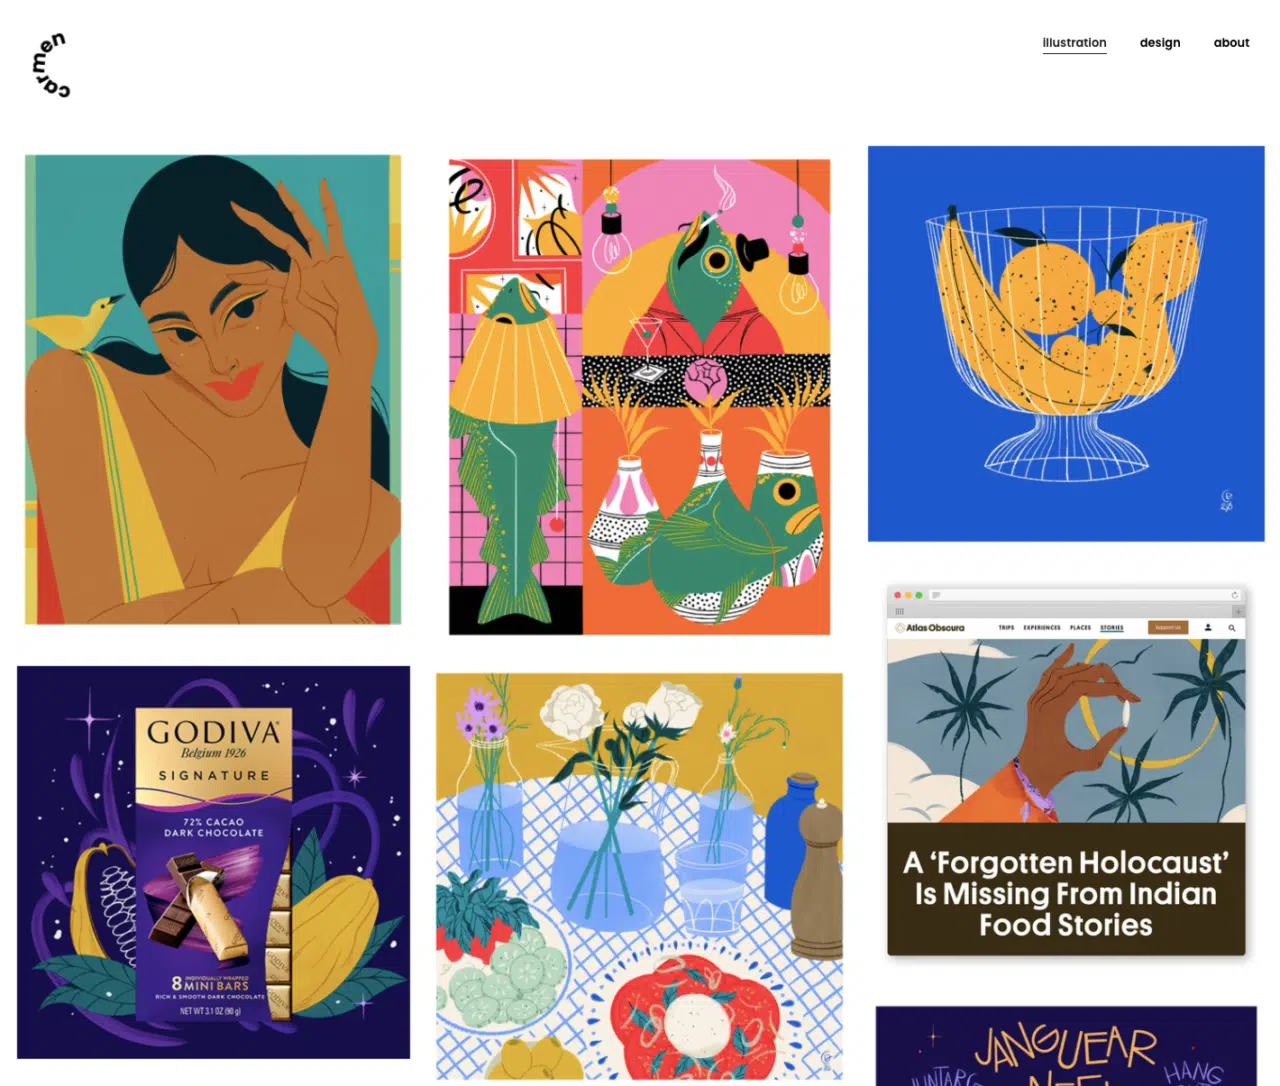 carmen
illustration
design
about
GODIVA
Belgium 1926
SIGNATURE
72% CACAO
DARK CHOCOLATE
8 INDIVIDUALLY WRAPPED
MINI BARS
RICH & SMOOTH DARK CHOCOLATE
NET WT 3.1 OZ (90 g)
Atlas Obscura
TRIPS
EXPERIENCES
PLACES
STORIES
Support Us
A ‘Forgotten Holocaust’
Is Missing From Indian
Food Stories
JANGUEAR
HANG